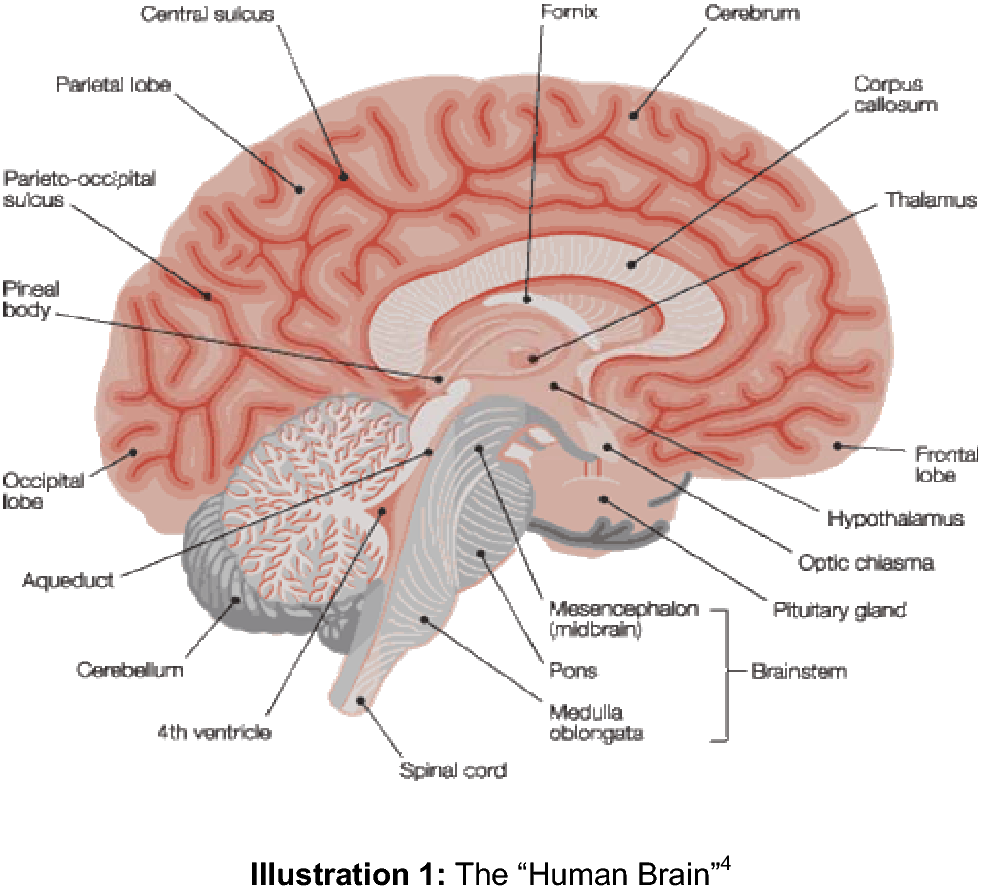 Central sulcus
Fornix
Cerebrum
Parietal lobe
Corpus
callosum
Parieto-occipital
sulcus
Thalamus
Pineal
body
Frontal
lobe
Occipital
lobe
Hypothalamus
Optic chiasma
Aqueduct
Mesencephalon
(midbrain)
Pituitary gland
Cerebellum
Pons
Brainstem
Medulla
oblongata
4th ventricle
Spinal cord
Illustration 1: The “Human Brain”4